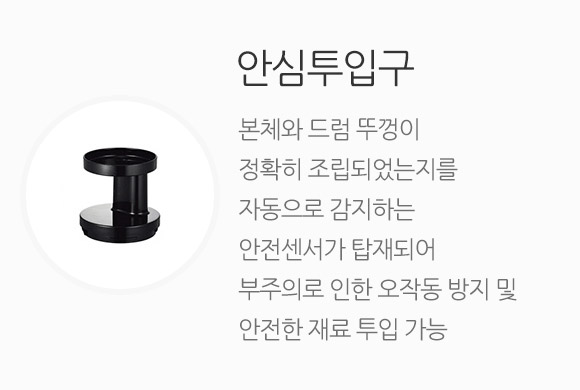 안심투입구
본체와 드럼 뚜껑이
정확히 조립되었는지를
자동으로 감지하는
안전센서가 탑재되어
부주의로 인한 오작동 방지 및
안전한 재료 투입 가능